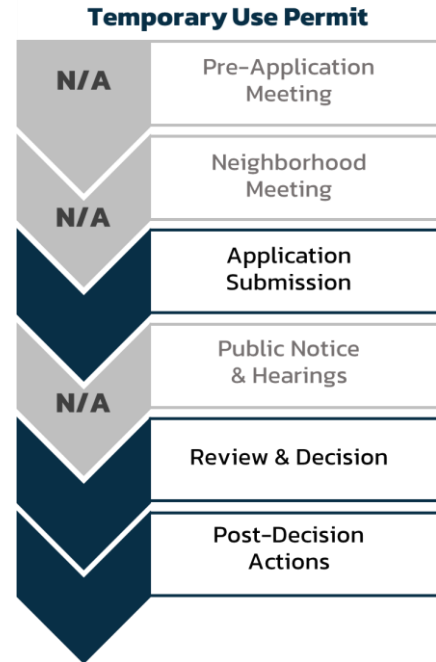 Temporary Use Permit
N/A
Pre-Application
Meeting
Neighborhood
Meeting
N/A
Application
Submission
Public Notice
& Hearings
N/A
Review & Decision
Post-Decision
Actions